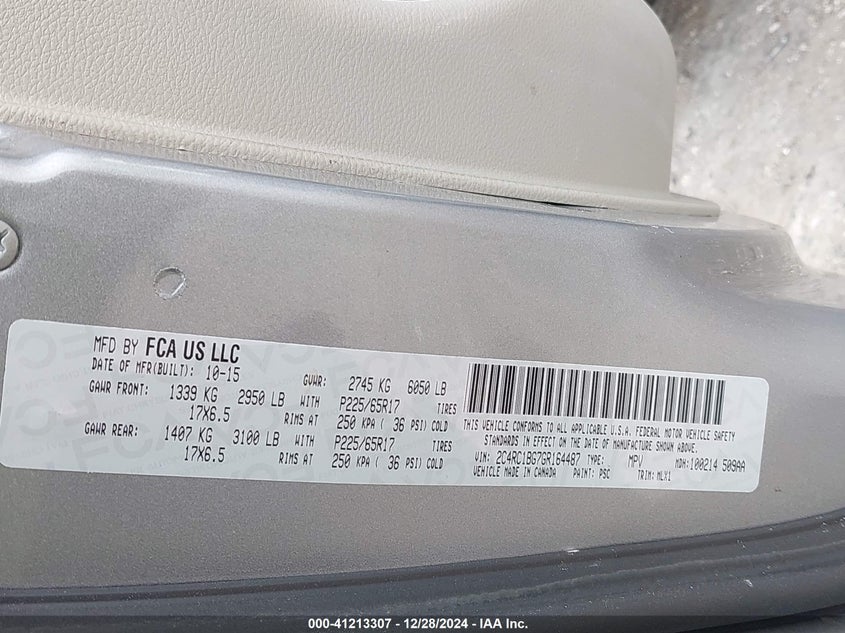 MFD BY FCA US LLC
DATE OF MFR(BUILT): 10-15 GVWR: 2745 KG 6050 LB
GAWR FRONT: 1339 KG 2950 LB WITH P225/65R17 TIRES
17X6.5 RIMS AT 250 KPA ( 36 PSI) COLD
GAWR REAR: 1407 KG 3100 LB WITH P225/65R17 TIRES
17X6.5 RIMS AT 250 KPA ( 36 PSI) COLD
THIS VEHICLE CONFORMS TO ALL APPLICABLE U.S.A. FEDERAL MOTOR VEHICLE SAFETY
STANDARDS IN EFFECT ON THE DATE OF MANUFACTURE SHOWN ABOVE.
VIN: 2C4RC1BG7GR164487 TYPE: MPV MDH: 100214 509AA
VEHICLE MADE IN CANADA PAINT: PSC TRIM: MLX1
000-41213307 - 12/28/2024 - IAA Inc.